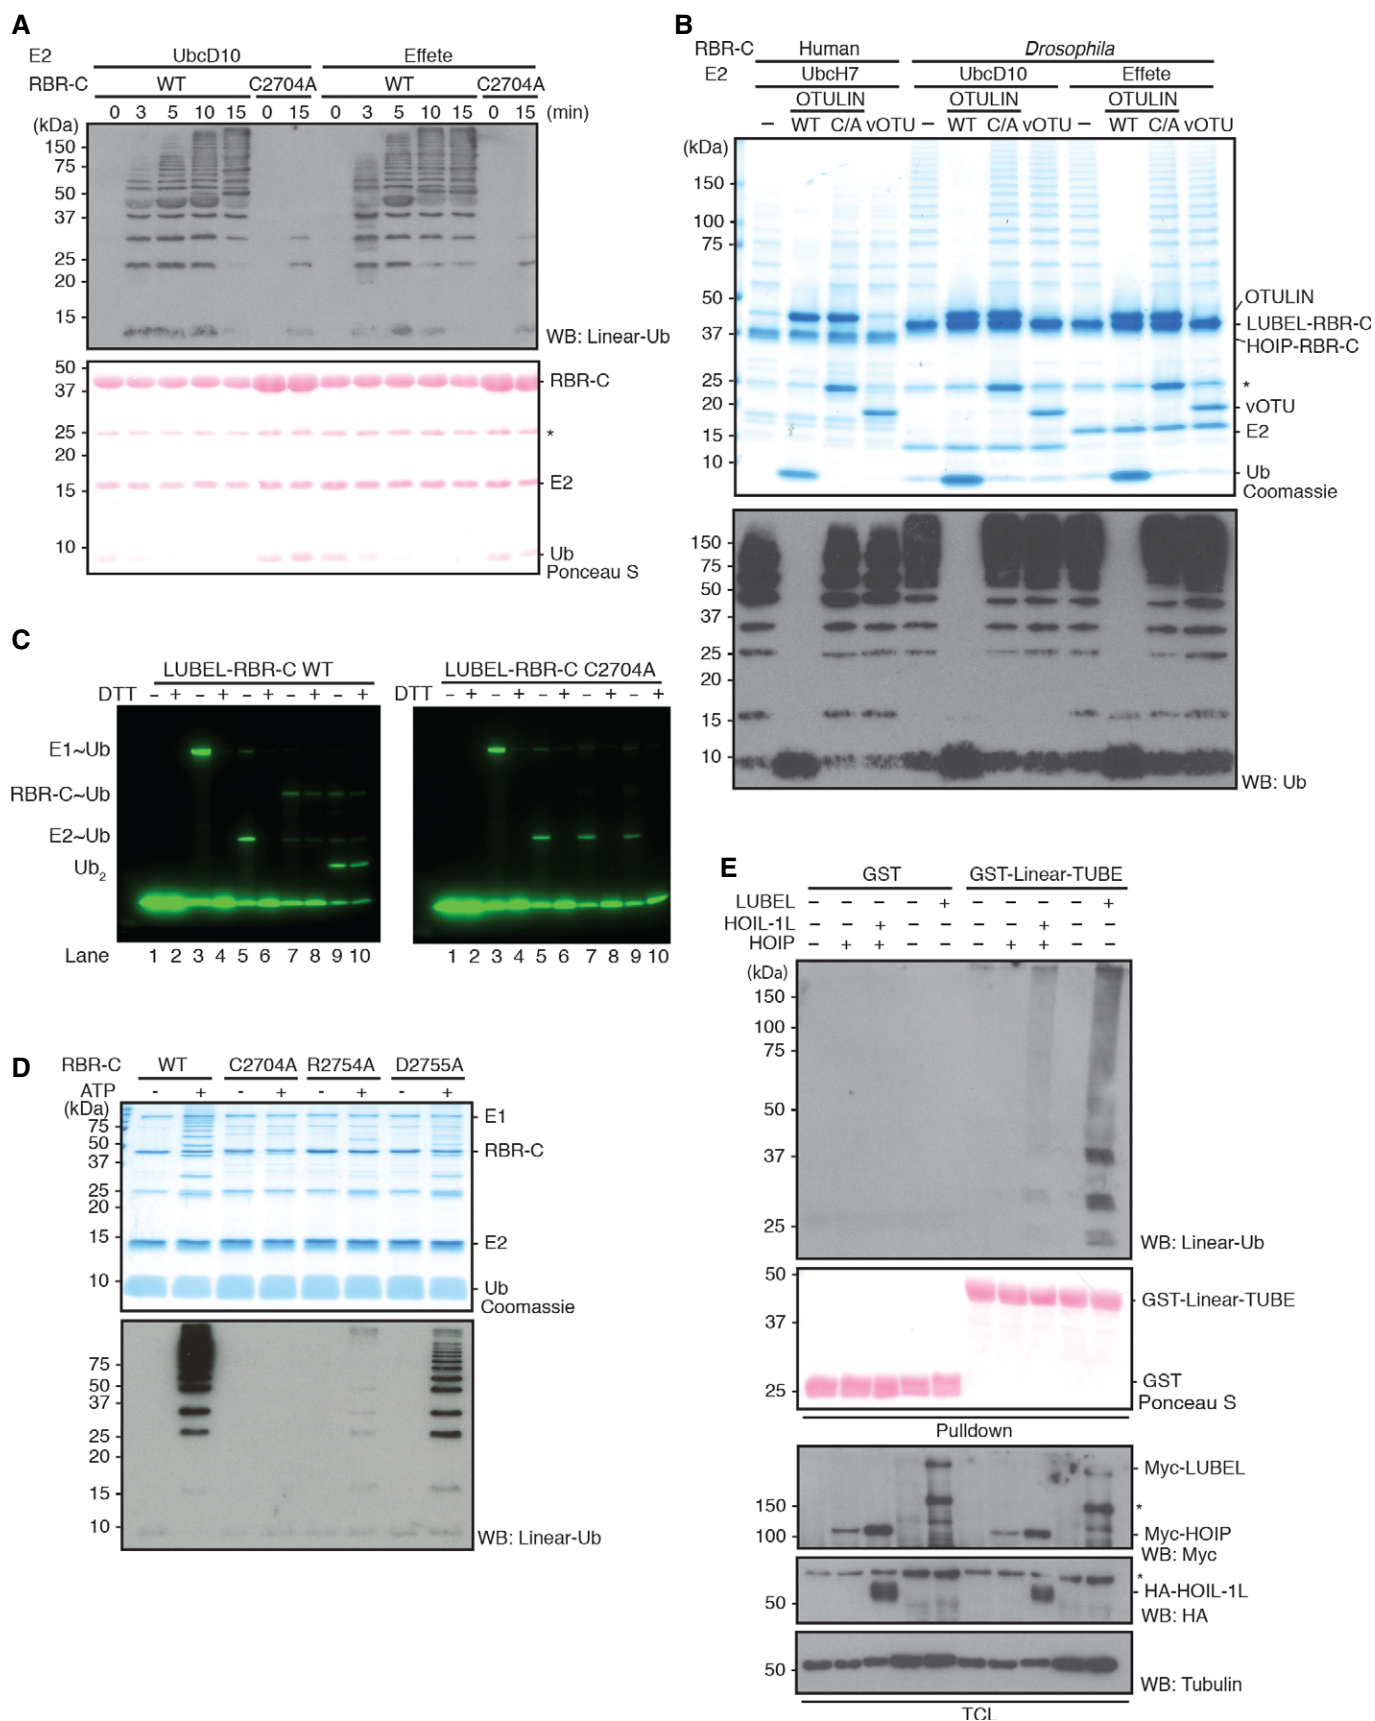 A
E2 UbcD10 Effete
RBR-C WT C2704A WT C2704A
0 3 5 10 15 0 15 0 3 5 10 15 0 15 (min)
(kDa)
150
75
50
37
25
20
15
WB: Linear-Ub
50
37
25
20
15
10
RBR-C
*
E2
Ub
Ponceau S
B
RBR-C Human Drosophila
E2 UbcH7 UbcD10 Effete
OTULIN OTULIN OTULIN
– WT C/A vOTU – WT C/A vOTU – WT C/A vOTU
(kDa)
150
100
75
50
37
25
20
15
10
OTULIN
LUBEL-RBR-C
HOIP-RBR-C
*
vOTU
E2
Ub
Coomassie
150
75
50
37
25
20
15
10
WB: Ub
C
LUBEL-RBR-C WT LUBEL-RBR-C C2704A
DTT – + – + – + – + – + DTT – + – + – + – + – +
E1~Ub
RBR-C~Ub
E2~Ub
Ub2
Lane 1 2 3 4 5 6 7 8 9 10 1 2 3 4 5 6 7 8 9 10
D
RBR-C WT C2704A R2754A D2755A
ATP - + - + - + - +
(kDa)
75
50
37
25
20
15
10
E1
RBR-C
E2
Ub
Coomassie
75
50
37
25
20
15
10
WB: Linear-Ub
E
GST GST-Linear-TUBE
LUBEL – – – – + – – – – +
HOIL-1L – – + – – – – + – –
HOIP – + + – – – + + – –
(kDa)
150
100
75
50
37
25
WB: Linear-Ub
50
37
25
GST-Linear-TUBE
GST
Ponceau S
Pulldown
150
100
Myc-LUBEL
*
Myc-HOIP
WB: Myc
50
*
HA-HOIL-1L
WB: HA
50
WB: Tubulin
TCL